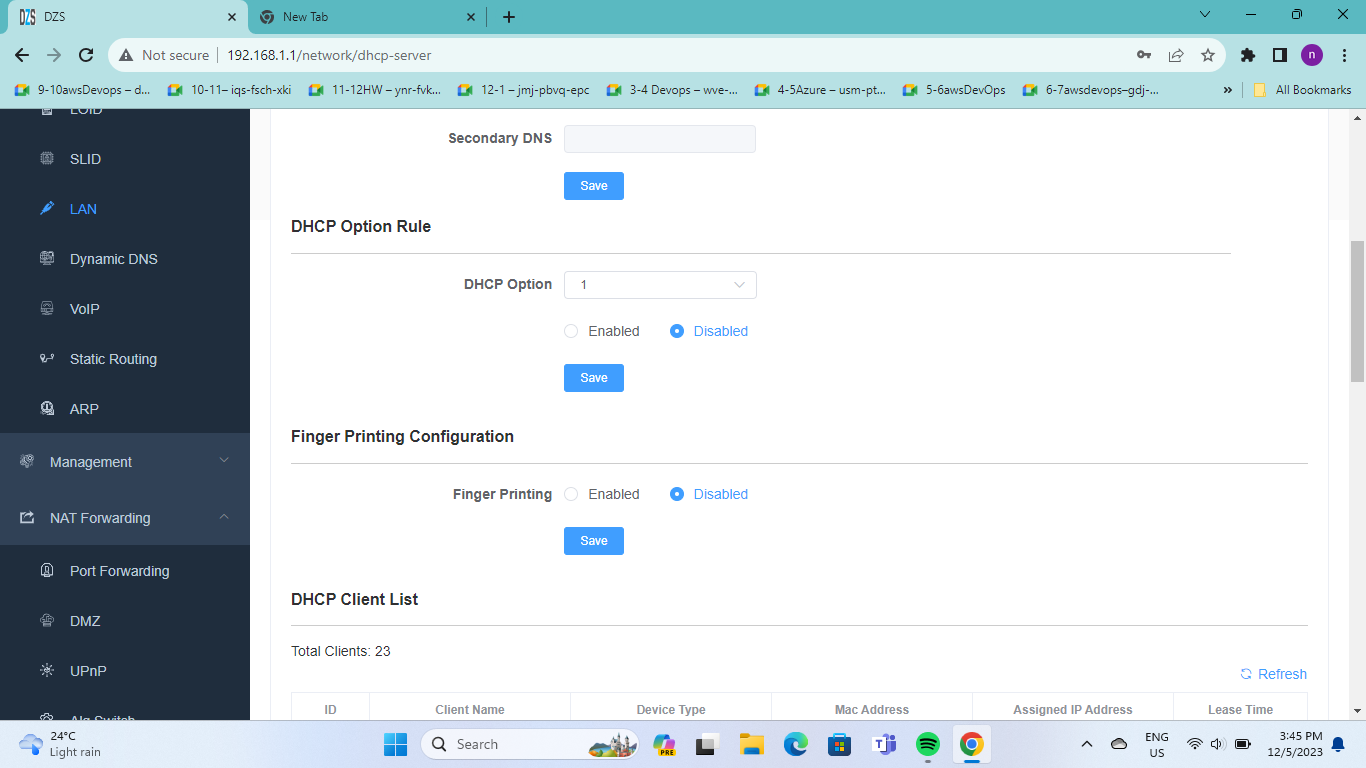 DZS DZS
New Tab
Not secure 192.168.1.1/network/dhcp-server
n
9-10awsDevops – d...
10-11– iqs-fsch-xki
11-12HW – ynr-fvk...
12-1 – jmj-pbvq-epc
3-4 Devops – wve-...
4-5Azure – usm-pt...
5-6awsDevOps
6-7awsdevops–gdj-...
»
All Bookmarks
LOID
SLID
LAN
Dynamic DNS
VoIP
Static Routing
ARP
Management
NAT Forwarding
Port Forwarding
DMZ
UPnP
Alg Switch
Secondary DNS
Save
DHCP Option Rule
DHCP Option 1
Enabled Disabled
Save
Finger Printing Configuration
Finger Printing Enabled Disabled
Save
DHCP Client List
Total Clients: 23
Refresh
ID Client Name Device Type Mac Address Assigned IP Address Lease Time
24°C
Light rain
Search
PRE
ENG
US
3:45 PM
12/5/2023